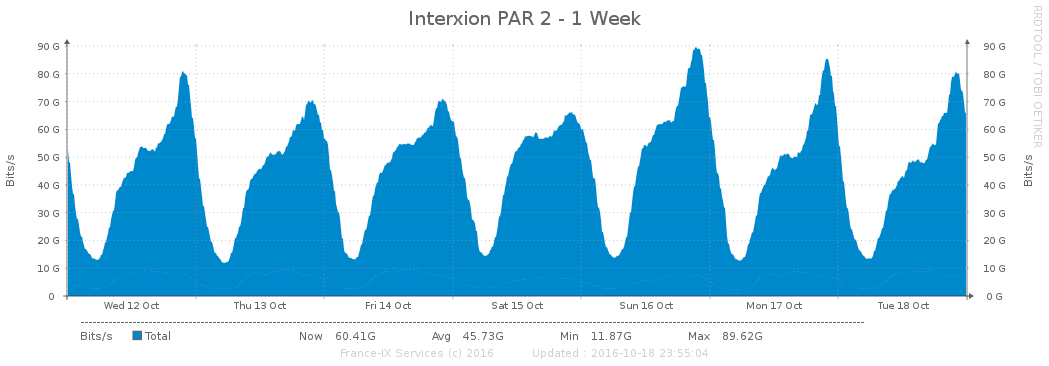 Interxion PAR 2 - 1 Week
RRDTOOL / TOBI OETIKER
Bits/s
90 G
80 G
70 G
60 G
50 G
40 G
30 G
20 G
10 G
0
90 G
80 G
70 G
60 G
50 G
40 G
30 G
20 G
10 G
0 G
Bits/s
Wed 12 Oct Thu 13 Oct Fri 14 Oct Sat 15 Oct Sun 16 Oct Mon 17 Oct Tue 18 Oct
Bits/s Total Now 60.41G Avg 45.73G Min 11.87G Max 89.62G
France-IX Services (c) 2016 Updated : 2016-10-18 23:55:04